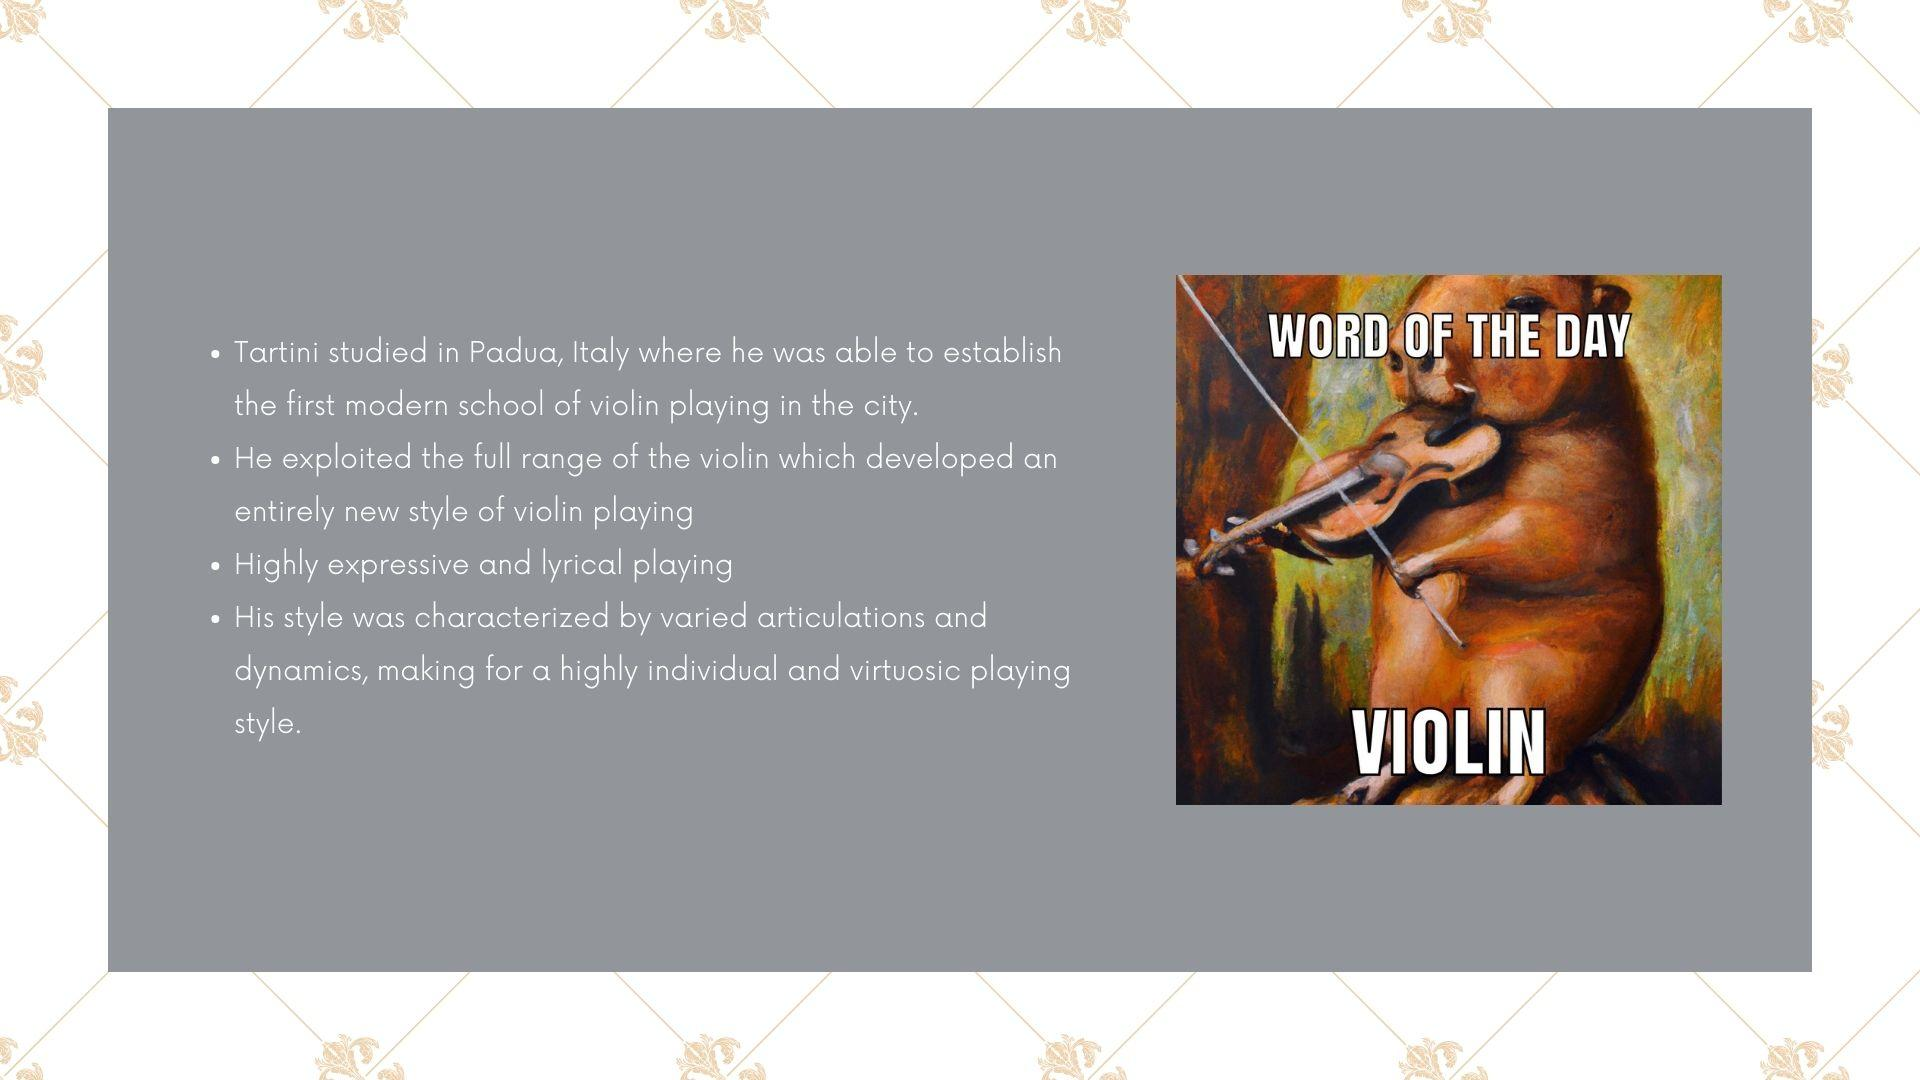 • Tartini studied in Padua, Italy where he was able to establish
the first modern school of violin playing in the city.
• He exploited the full range of the violin which developed an
entirely new style of violin playing
• Highly expressive and lyrical playing
• His style was characterized by varied articulations and
dynamics, making for a highly individual and virtuosic playing
style.
WORD OF THE DAY
VIOLIN